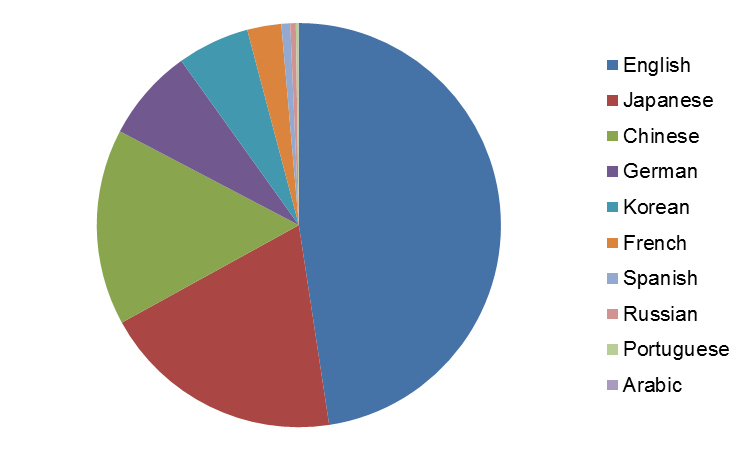 English
Japanese
Chinese
German
Korean
French
Spanish
Russian
Portuguese
Arabic